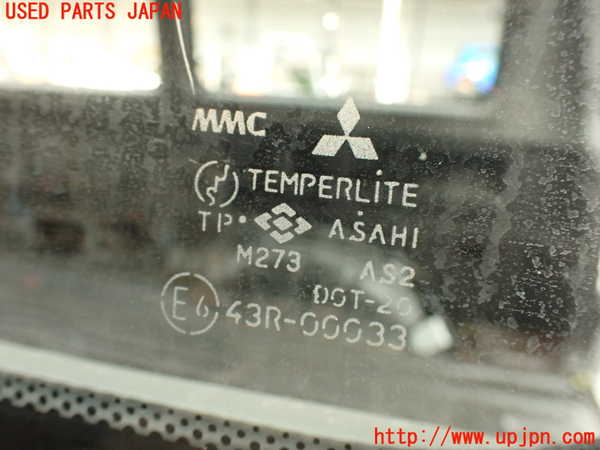 USED PARTS JAPAN
MMC
TEMPERLITE
TP• ASAHI
M273 AS2
DOT-20
E6 43R-00033
http://www.upjpn.com